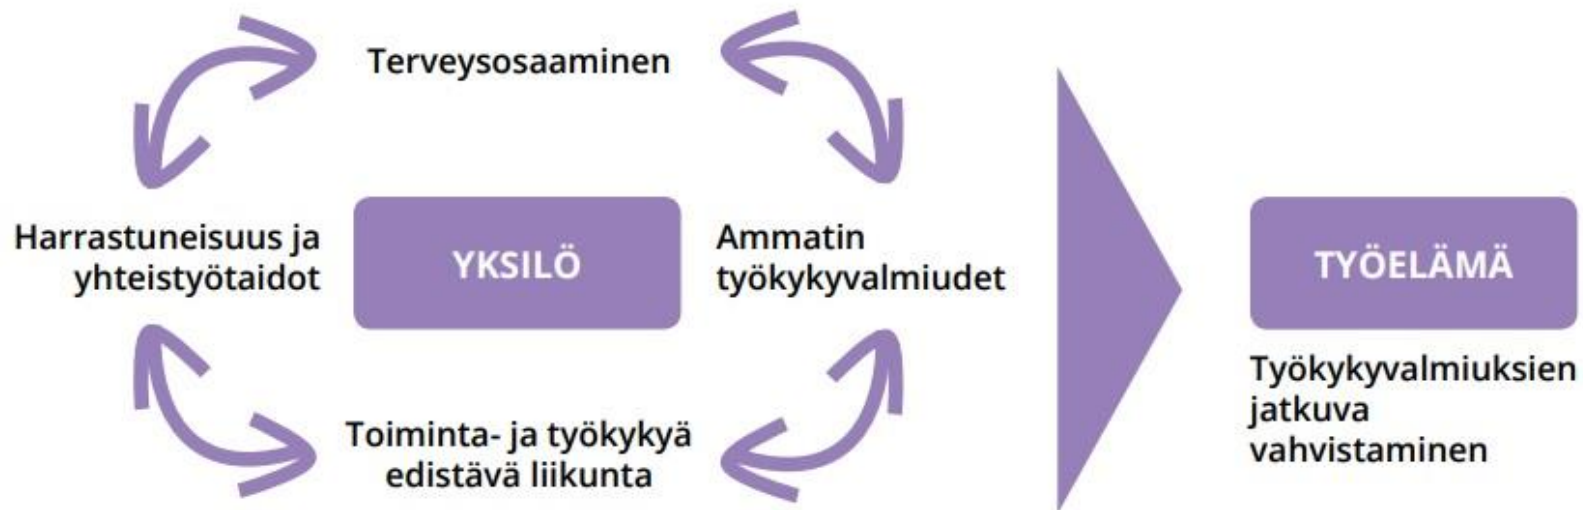 Terveysosaaminen
Harrastuneisuus ja
yhteistyötaidot
YKSILÖ
Ammatin
työkykyvalmiudet
Toiminta- ja työkykyä
edistävä liikunta
TYÖELÄMÄ
Työkykyvalmiuksien
jatkuva
vahvistaminen